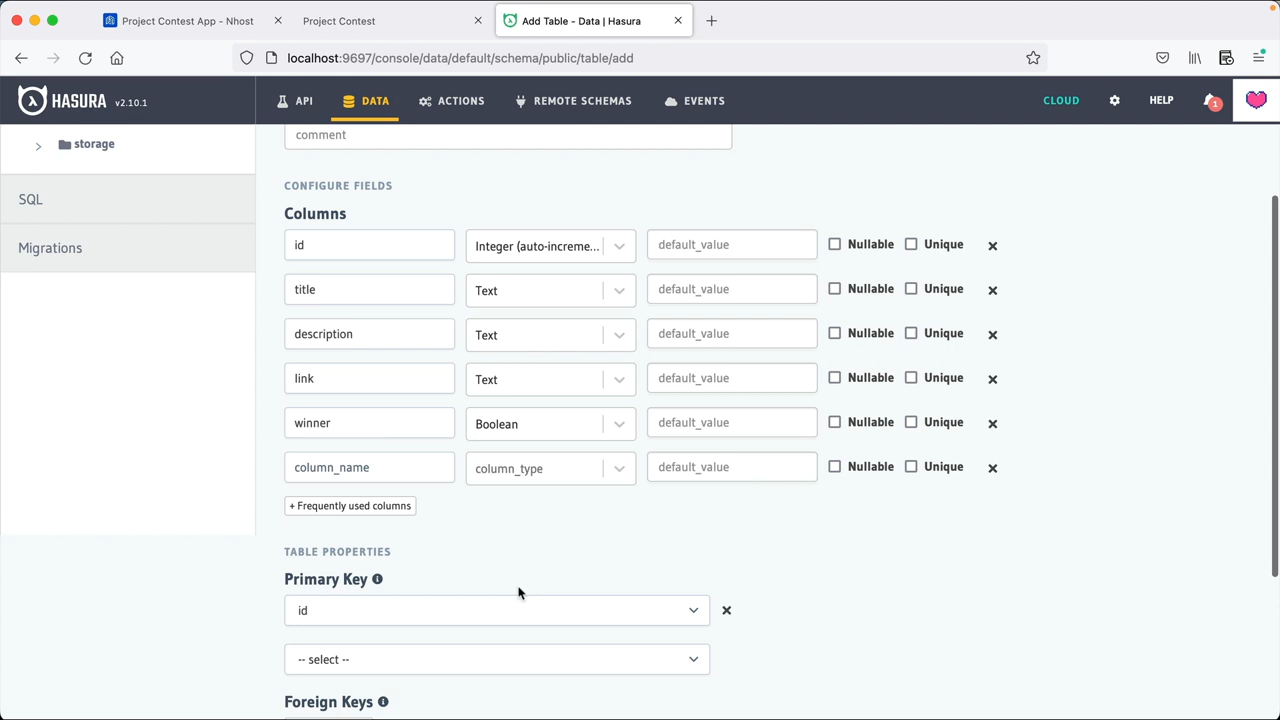 Project Contest App - Nhost
Project Contest
Add Table - Data | Hasura
localhost:9697/console/data/default/schema/public/table/add
HASURA v2.10.1
API
DATA
ACTIONS
REMOTE SCHEMAS
EVENTS
CLOUD
HELP
1
storage
SQL
Migrations
comment
CONFIGURE FIELDS
Columns
id Integer (auto-increme... default_value Nullable Unique
title Text default_value Nullable Unique
description Text default_value Nullable Unique
link Text default_value Nullable Unique
winner Boolean default_value Nullable Unique
column_name column_type default_value Nullable Unique
+ Frequently used columns
TABLE PROPERTIES
Primary Key
id
-- select --
Foreign Keys